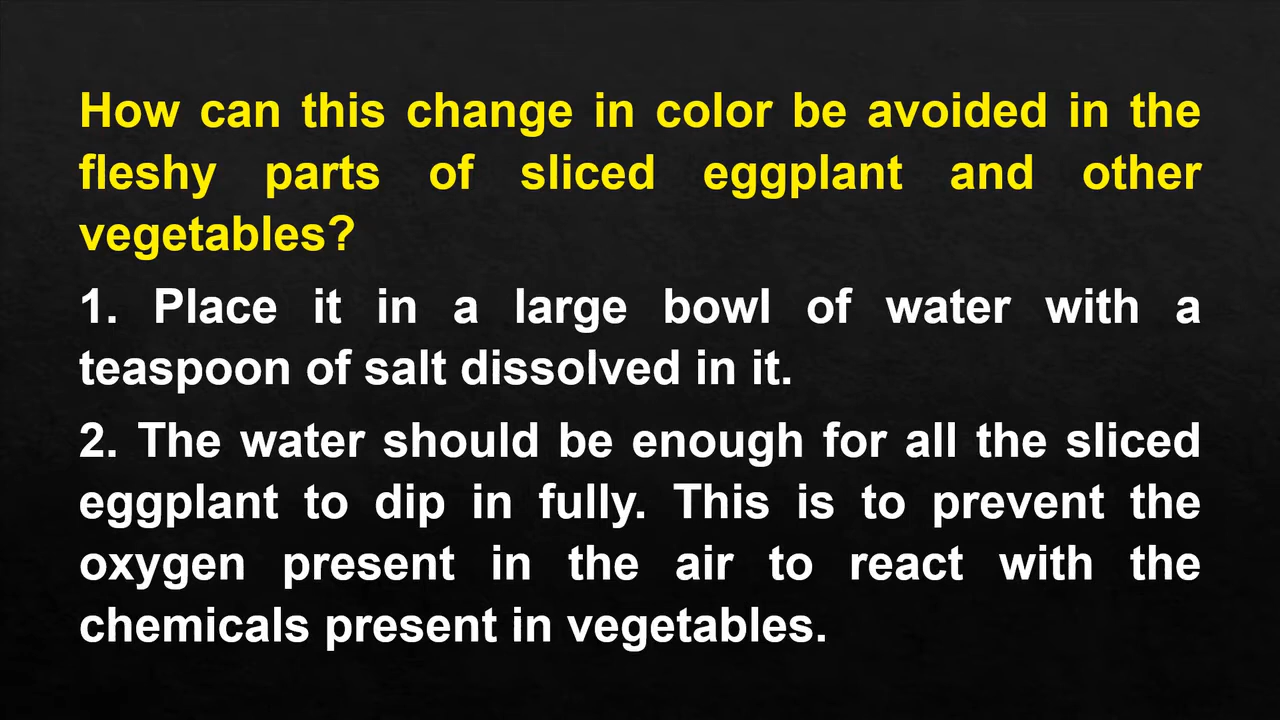 How can this change in color be avoided in the
fleshy parts of sliced eggplant and other
vegetables?
1. Place it in a large bowl of water with a
teaspoon of salt dissolved in it.
2. The water should be enough for all the sliced
eggplant to dip in fully. This is to prevent the
oxygen present in the air to react with the
chemicals present in vegetables.